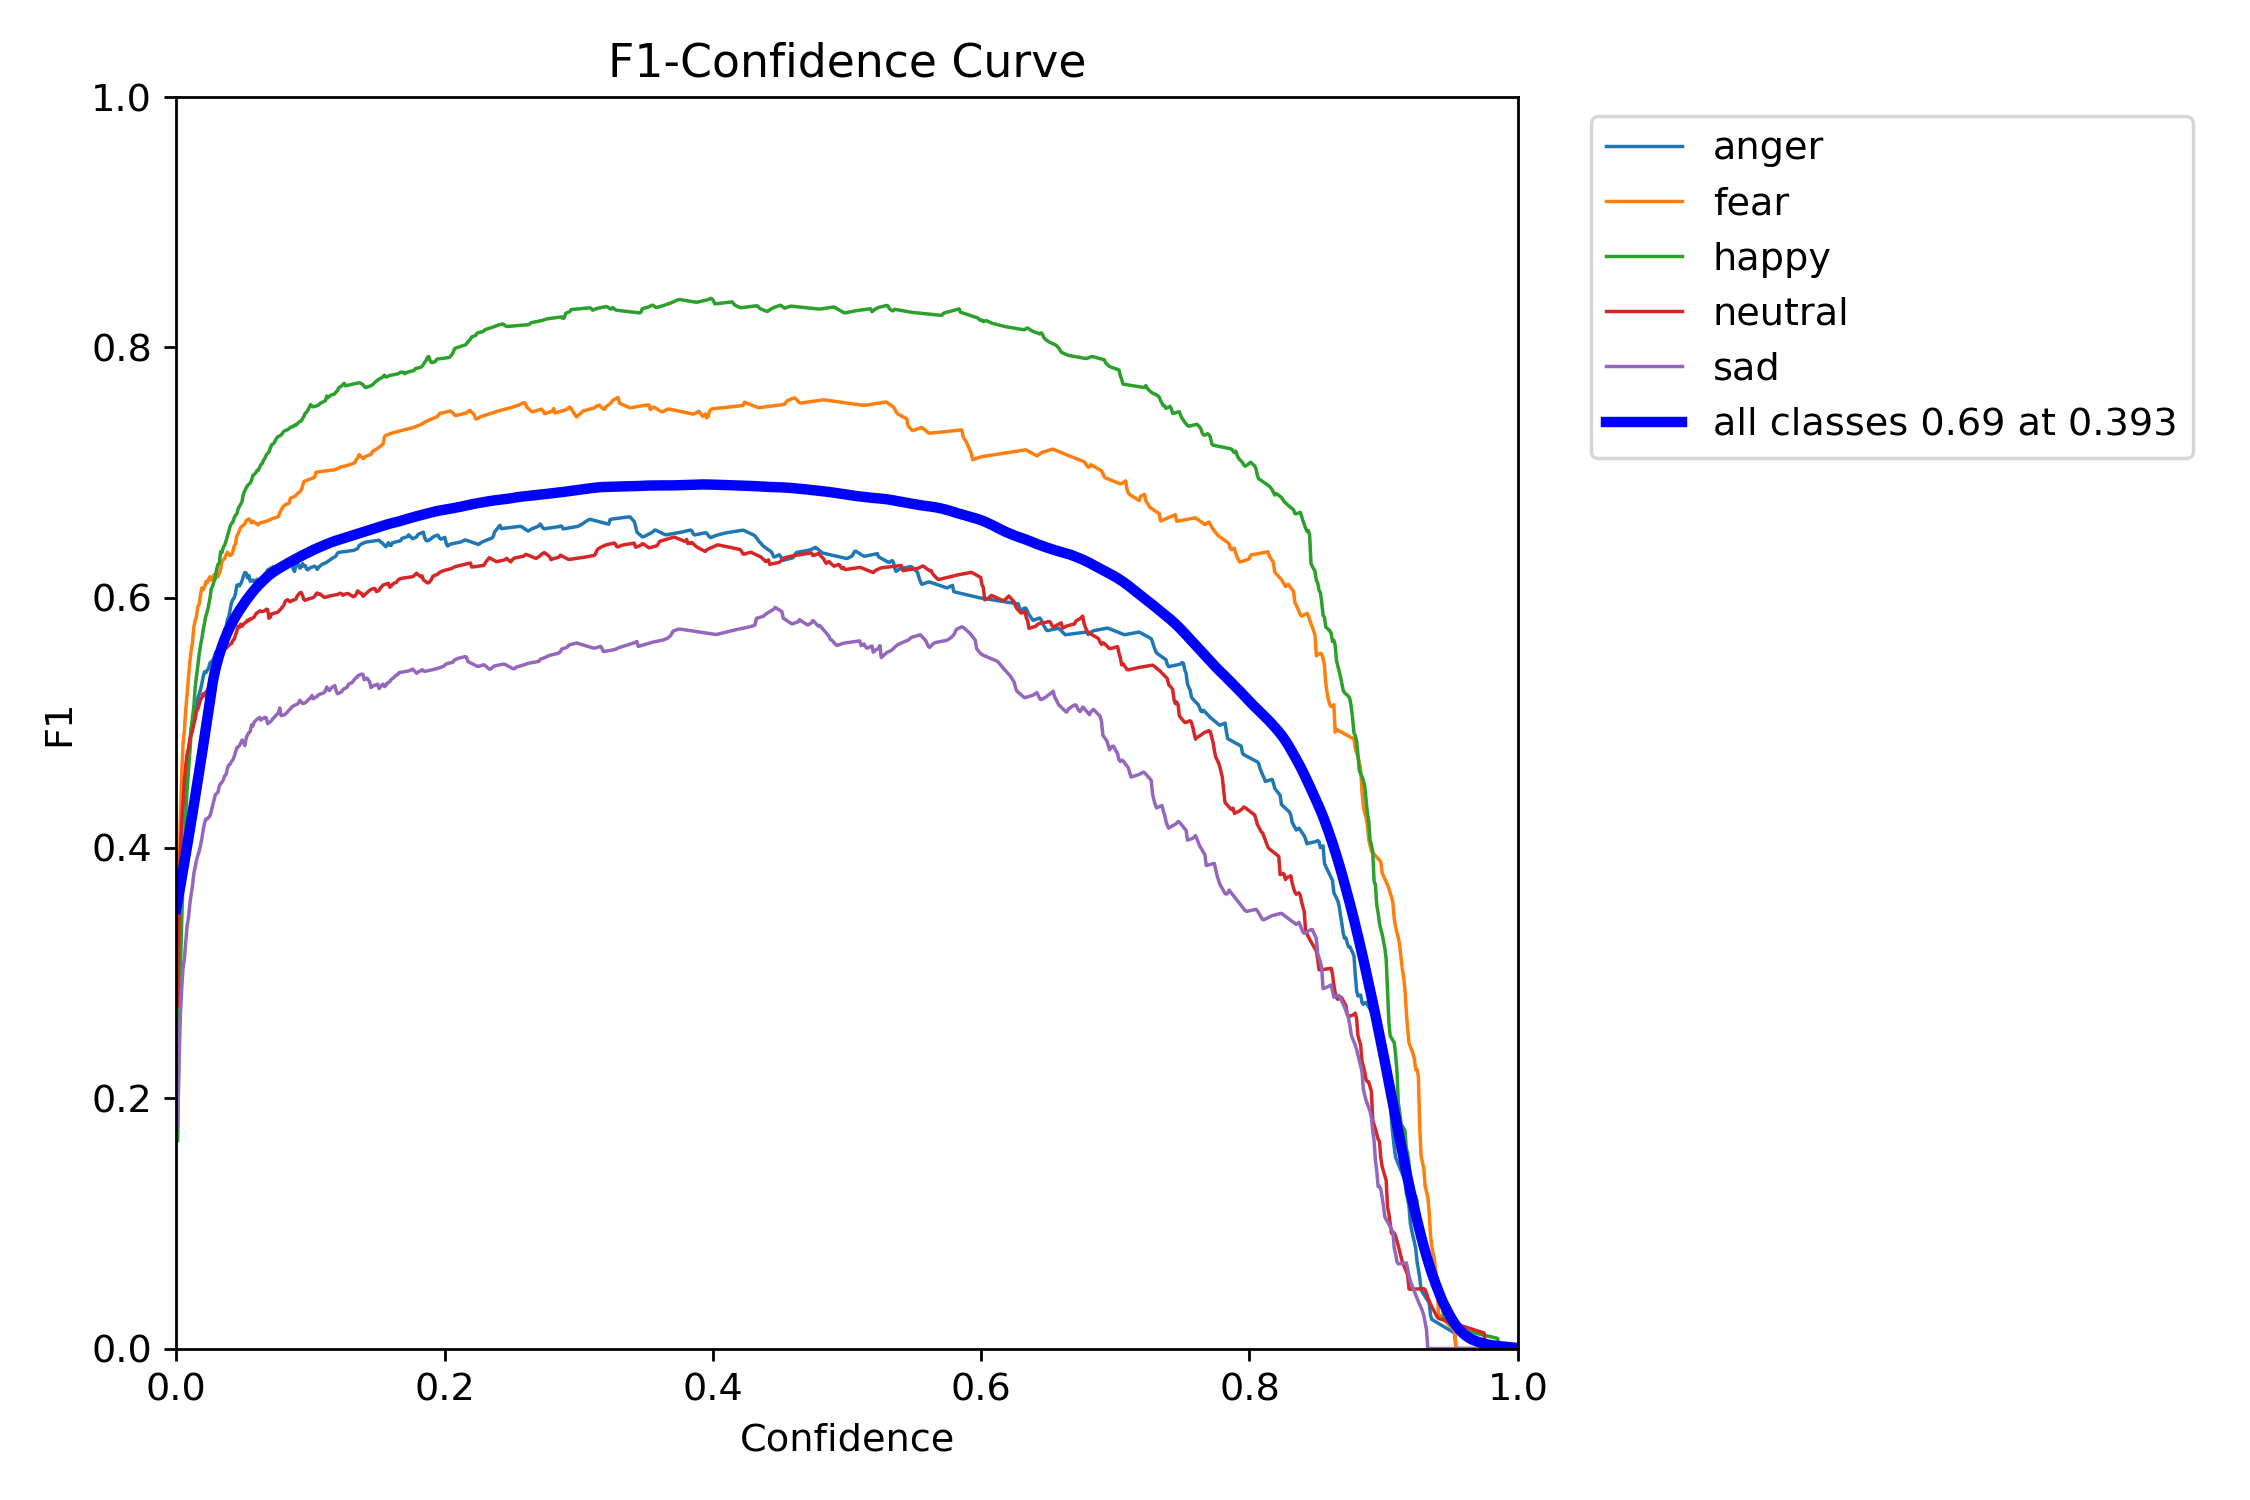 F1-Confidence Curve
1.0
0.8
0.6
0.4
0.2
0.0
F1
0.0 0.2 0.4 0.6 0.8 1.0
Confidence
anger
fear
happy
neutral
sad
all classes 0.69 at 0.393